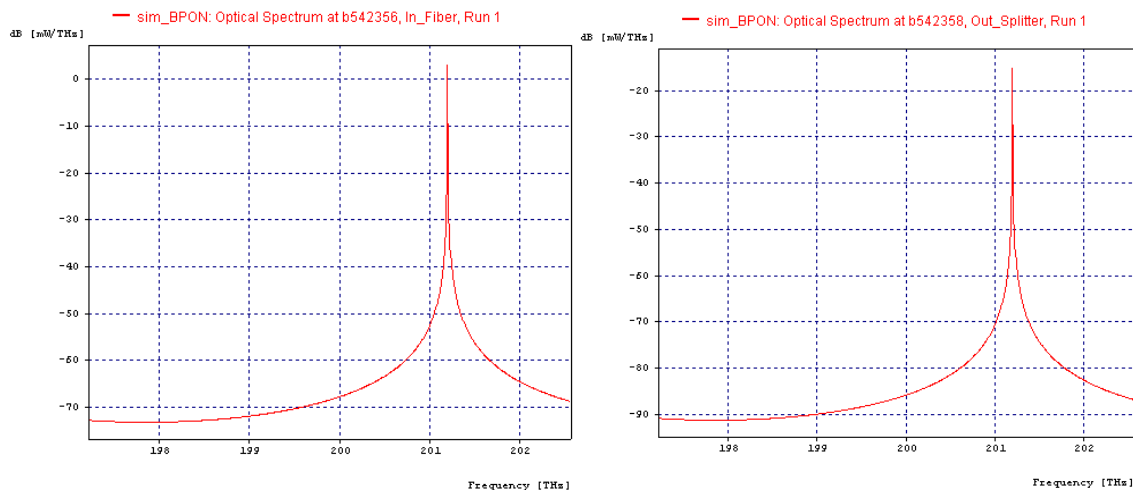 sim_BPON: Optical Spectrum at b542356, In_Fiber, Run 1
dB [mW/THz]
0
-10
-20
-30
-40
-50
-60
-70
198 199 200 201 202
Frequency [THz]
sim_BPON: Optical Spectrum at b542358, Out_Splitter, Run 1
dB [mW/THz]
-20
-30
-40
-50
-60
-70
-80
-90
198 199 200 201 202
Frequency [THz]